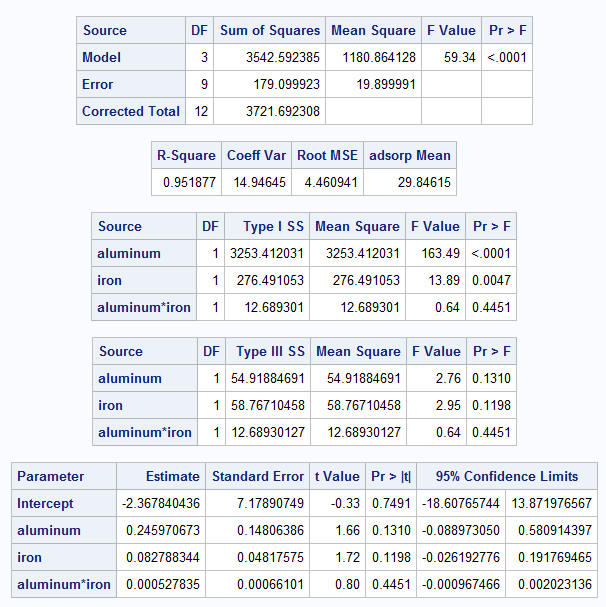 Source DF Sum of Squares Mean Square F Value Pr > F
Model 3 3542.592385 1180.864128 59.34 <.0001
Error 9 179.099923 19.899991
Corrected Total 12 3721.692308
R-Square Coeff Var Root MSE adsorp Mean
0.951877 14.94645 4.460941 29.84615
Source DF Type I SS Mean Square F Value Pr > F
aluminum 1 3253.412031 3253.412031 163.49 <.0001
iron 1 276.491053 276.491053 13.89 0.0047
aluminum*iron 1 12.689301 12.689301 0.64 0.4451
Source DF Type III SS Mean Square F Value Pr > F
aluminum 1 54.91884691 54.91884691 2.76 0.1310
iron 1 58.76710458 58.76710458 2.95 0.1198
aluminum*iron 1 12.68930127 12.68930127 0.64 0.4451
Parameter Estimate Standard Error t Value Pr > |t| 95% Confidence Limits
Intercept -2.367840436 7.17890749 -0.33 0.7491 -18.60765744 13.871976567
aluminum 0.245970673 0.14806386 1.66 0.1310 -0.088973050 0.580914397
iron 0.082788344 0.04817575 1.72 0.1198 -0.026192776 0.191769465
aluminum*iron 0.000527835 0.00066101 0.80 0.4451 -0.000967466 0.002023136